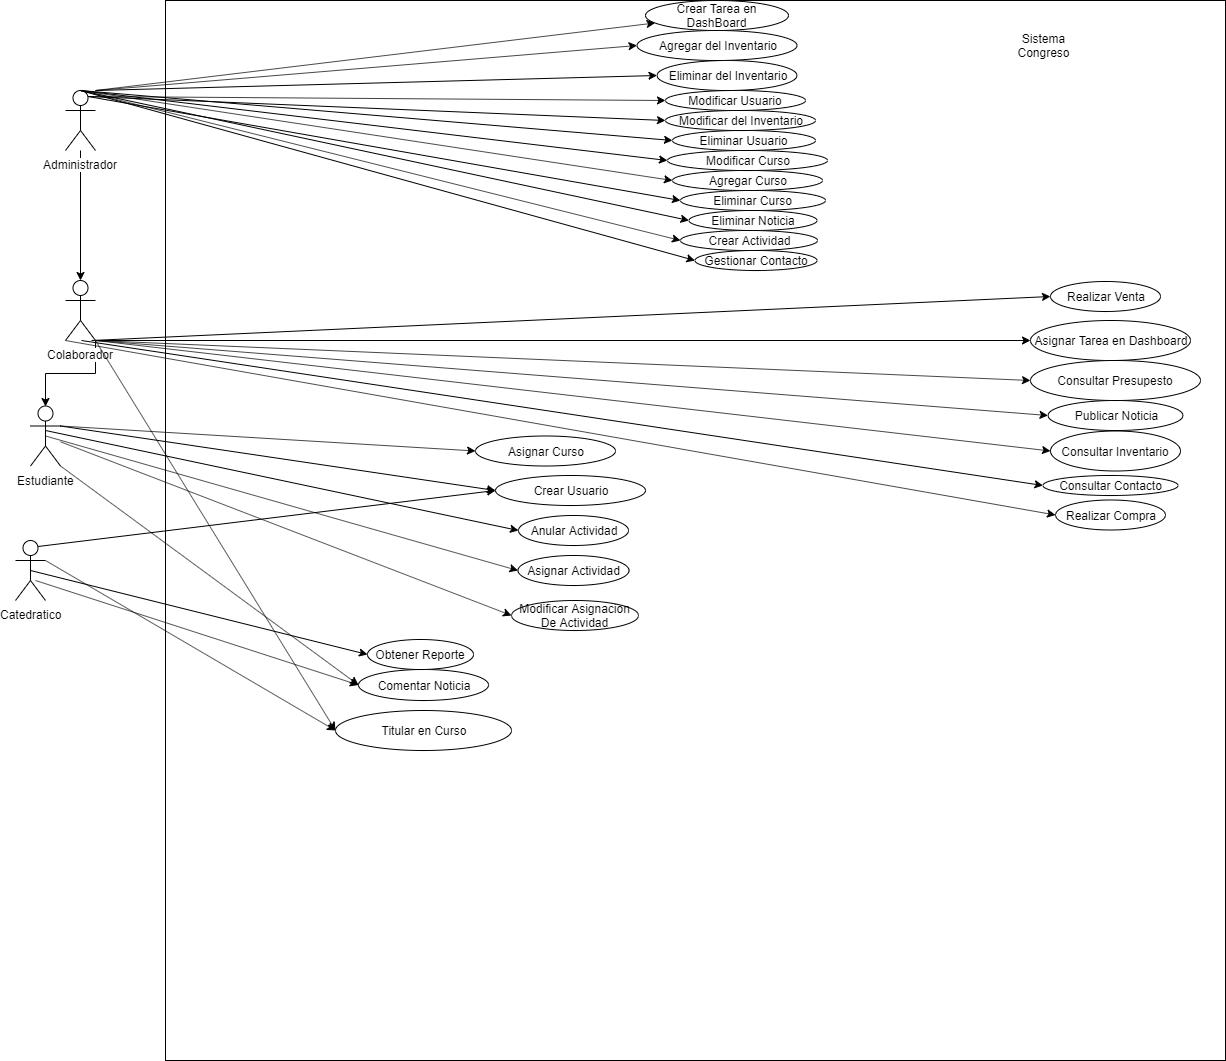 Crear Tarea en
DashBoard
Sistema
Congreso
Agregar del Inventario
Eliminar del Inventario
Modificar Usuario
Modificar del Inventario
Eliminar Usuario
Administrador
Modificar Curso
Agregar Curso
Eliminar Curso
Eliminar Noticia
Crear Actividad
Gestionar Contacto
Realizar Venta
Asignar Tarea en Dashboard
Colaborador
Consultar Presupesto
Publicar Noticia
Asignar Curso
Consultar Inventario
Estudiante
Consultar Contacto
Crear Usuario
Realizar Compra
Anular Actividad
Asignar Actividad
Catedratico
Modificar Asignacion
De Actividad
Obtener Reporte
Comentar Noticia
Titular en Curso